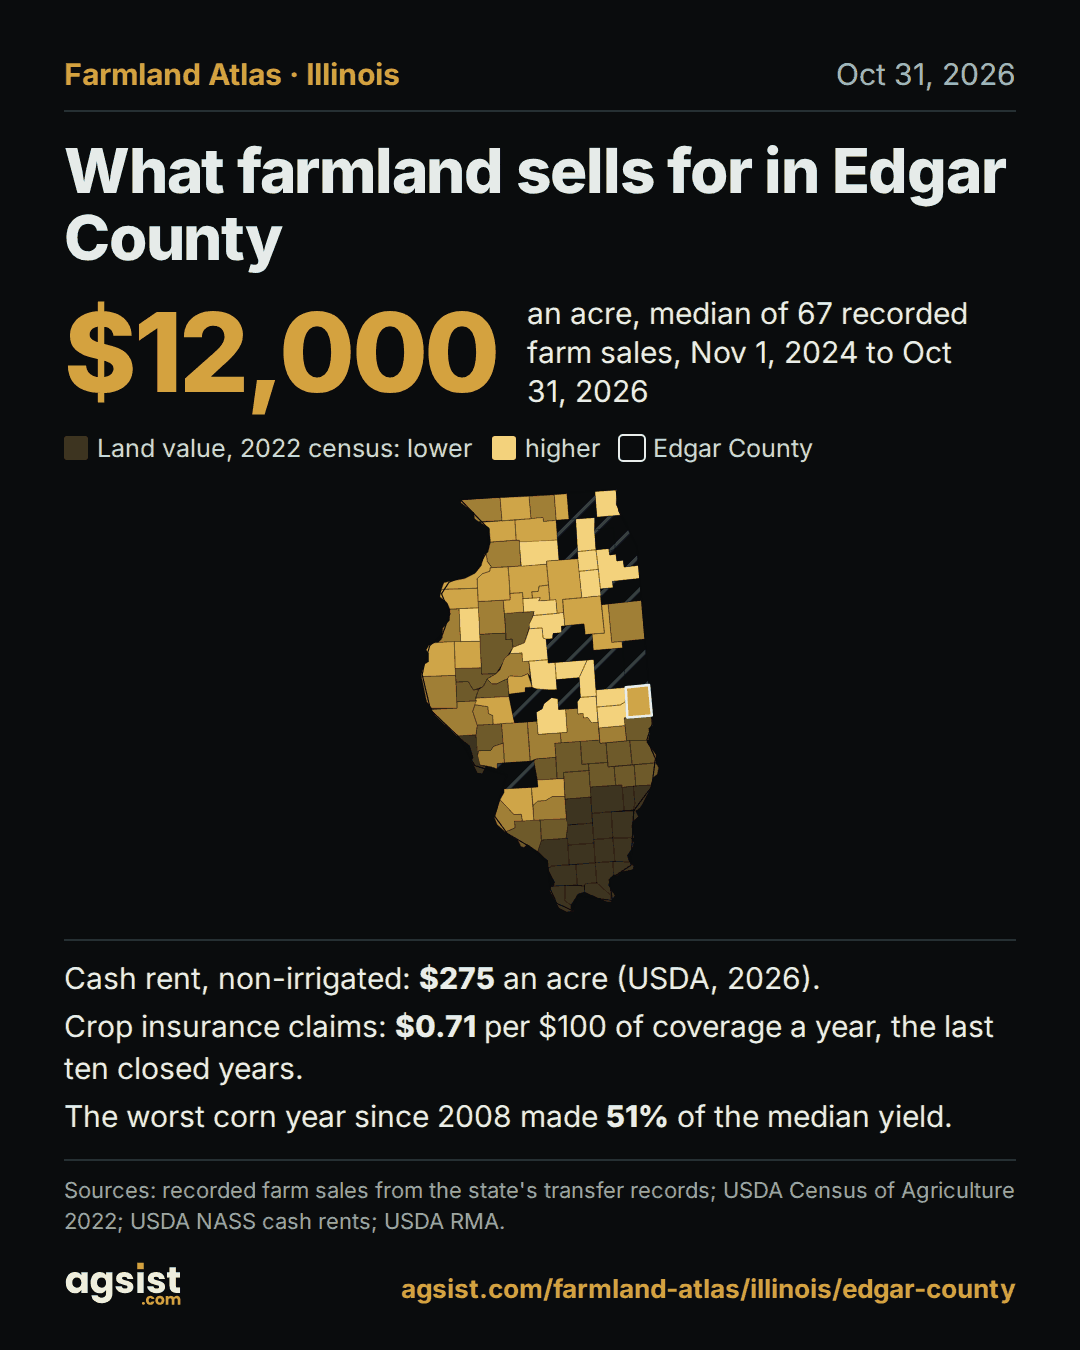 Farmland Atlas · Illinois
Oct 31, 2026
What farmland sells for in Edgar
County
$12,000
an acre, median of 67 recorded
farm sales, Nov 1, 2024 to Oct
31, 2026
Land value, 2022 census: lower
higher
Edgar County
Cash rent, non-irrigated: $275 an acre (USDA, 2026).
Crop insurance claims: $0.71 per $100 of coverage a year, the last
ten closed years.
The worst corn year since 2008 made 51% of the median yield.
Sources: recorded farm sales from the state's transfer records; USDA Census of Agriculture
2022; USDA NASS cash rents; USDA RMA.
agsist
.com
agsist.com/farmland-atlas/illinois/edgar-county